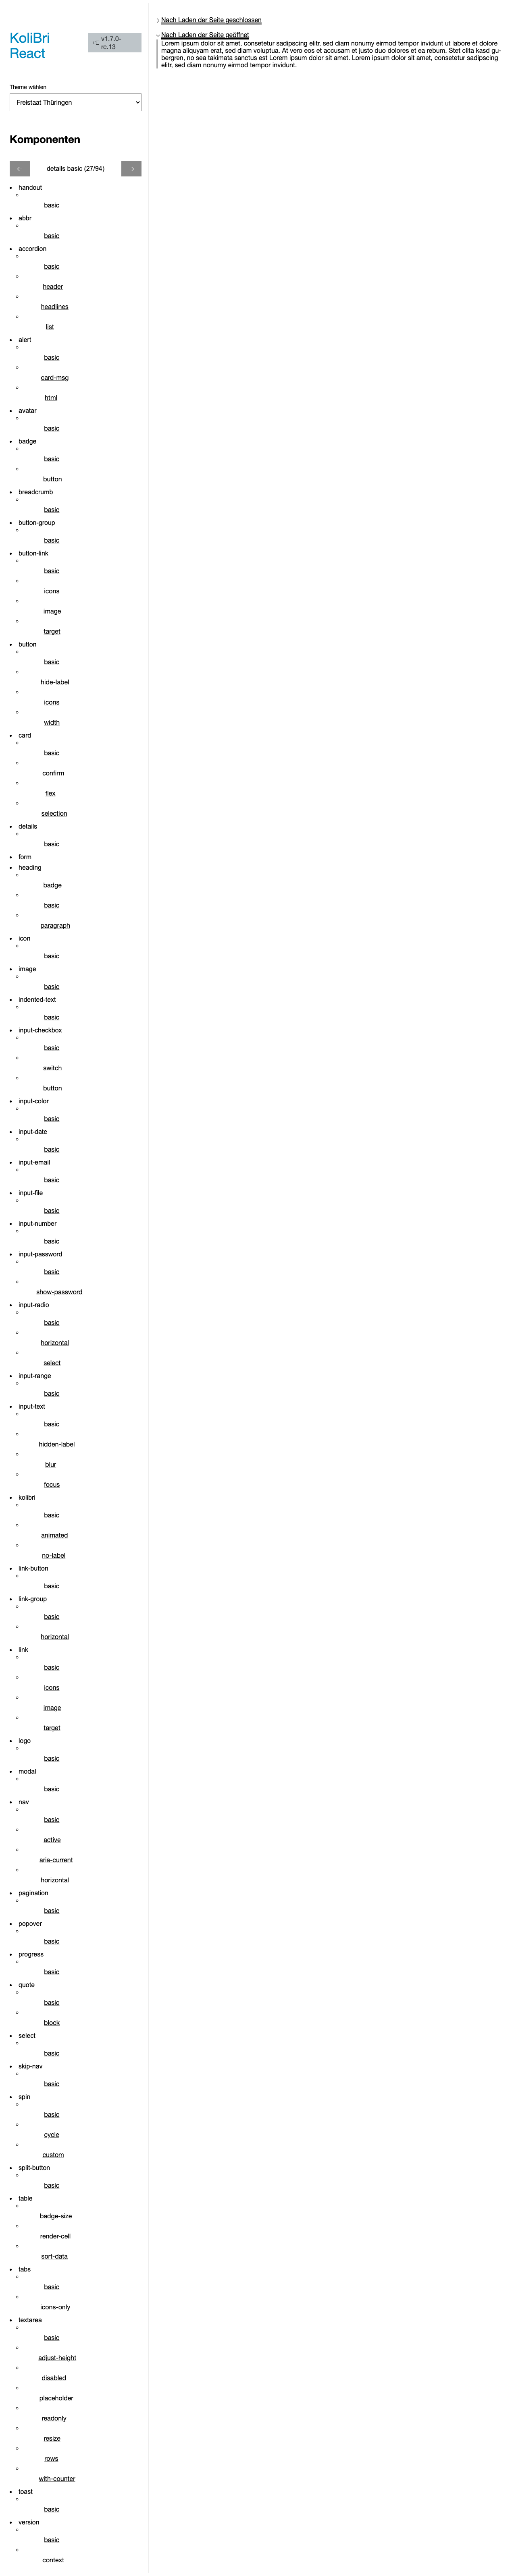 KoliBri
React
v1.7.0-
rc.13
Theme wählen
Freistaat Thüringen
Komponenten
details basic (27/94)
handout
basic
abbr
basic
accordion
basic
header
headlines
list
alert
basic
card-msg
html
avatar
basic
badge
basic
button
breadcrumb
basic
button-group
basic
button-link
basic
icons
image
target
button
basic
hide-label
icons
width
card
basic
confirm
flex
selection
details
basic
form
heading
badge
basic
paragraph
icon
basic
image
basic
indented-text
basic
input-checkbox
basic
switch
button
input-color
basic
input-date
basic
input-email
basic
input-file
basic
input-number
basic
input-password
basic
show-password
input-radio
basic
horizontal
select
input-range
basic
input-text
basic
hidden-label
blur
focus
kolibri
basic
animated
no-label
link-button
basic
link-group
basic
horizontal
link
basic
icons
image
target
logo
basic
modal
basic
nav
basic
active
aria-current
horizontal
pagination
basic
popover
basic
progress
basic
quote
basic
block
select
basic
skip-nav
basic
spin
basic
cycle
custom
split-button
basic
table
badge-size
render-cell
sort-data
tabs
basic
icons-only
textarea
basic
adjust-height
disabled
placeholder
readonly
resize
rows
with-counter
toast
basic
version
basic
context
Nach Laden der Seite geschlossen
Nach Laden der Seite geöffnet
Lorem ipsum dolor sit amet, consetetur sadipscing elitr, sed diam nonumy eirmod tempor invidunt ut labore et dolore
magna aliquyam erat, sed diam voluptua. At vero eos et accusam et justo duo dolores et ea rebum. Stet clita kasd gu-
bergren, no sea takimata sanctus est Lorem ipsum dolor sit amet. Lorem ipsum dolor sit amet, consetetur sadipscing
elitr, sed diam nonumy eirmod tempor invidunt.